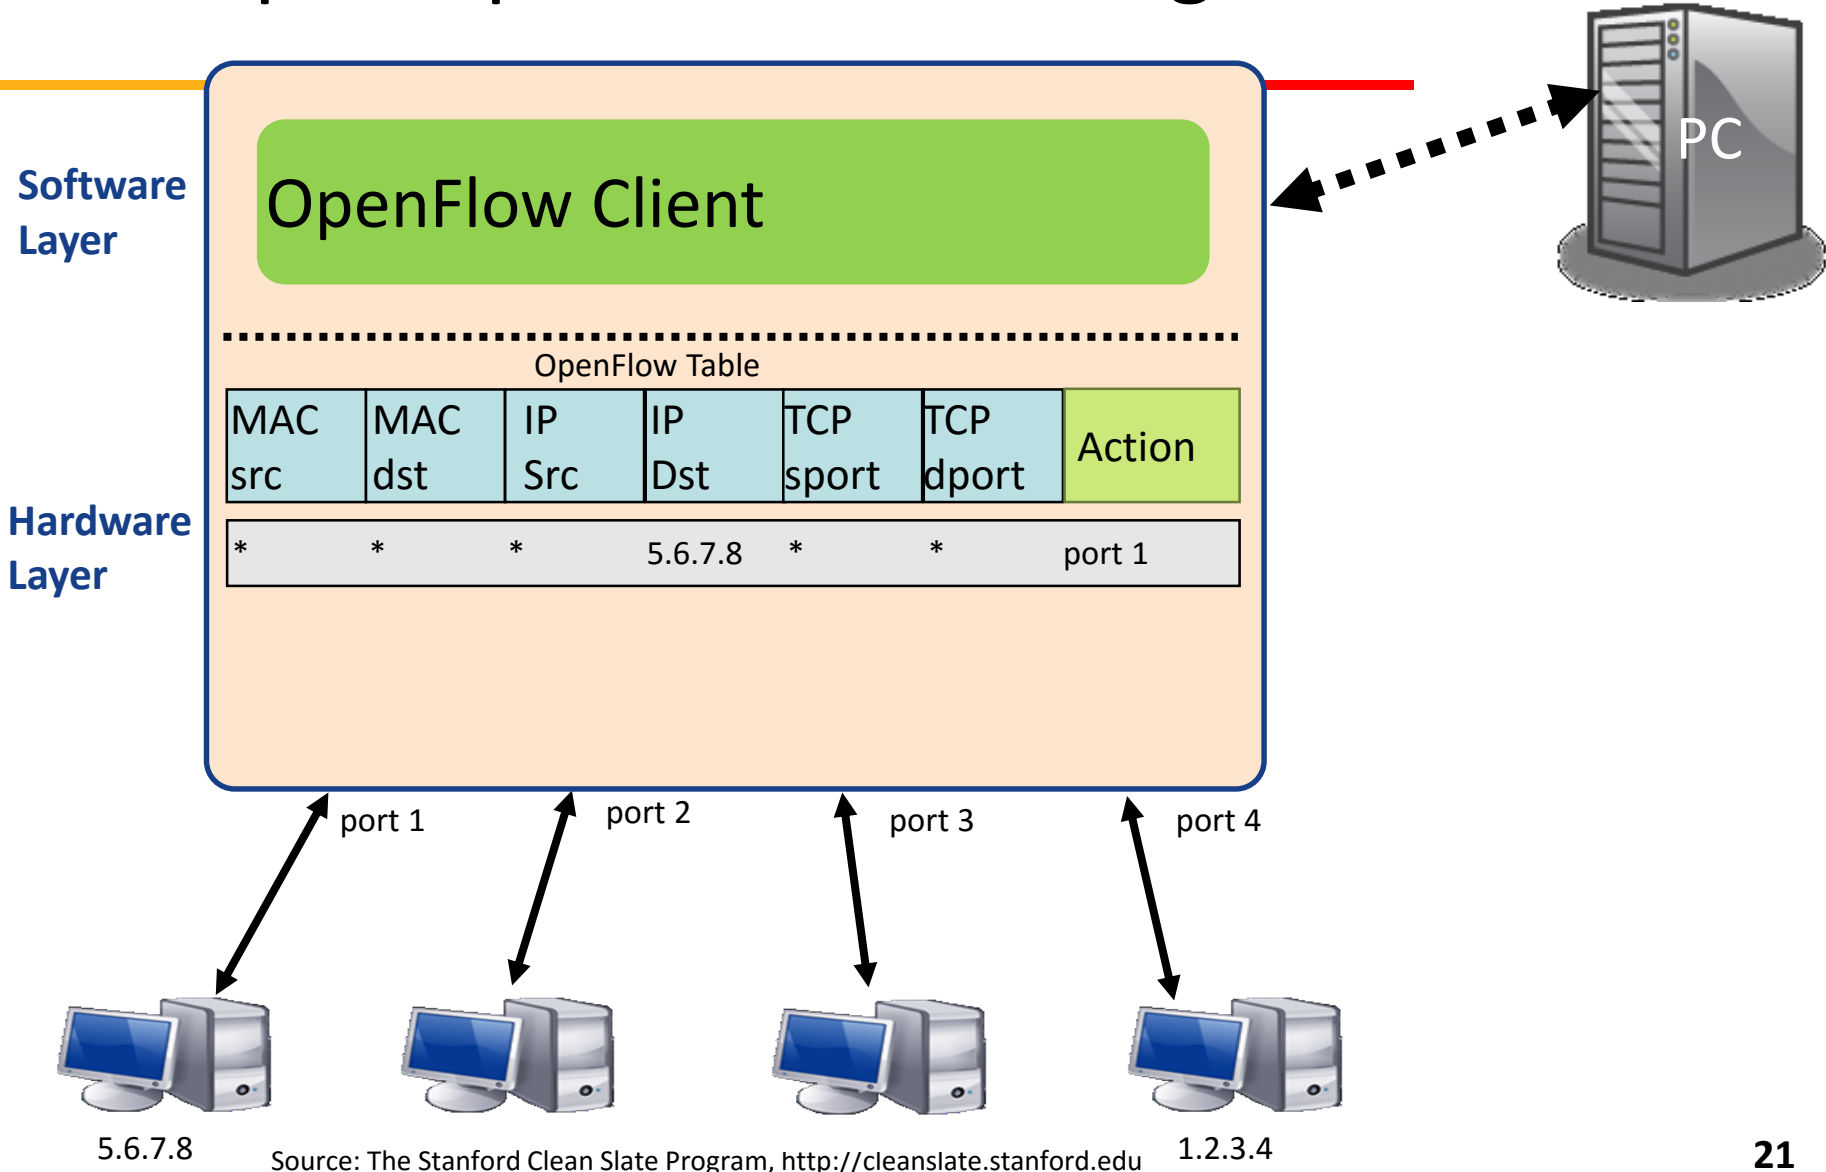 PC
Software
Layer
OpenFlow Client
OpenFlow Table
MAC src MAC dst IP Src IP Dst TCP sport TCP dport Action
Hardware
Layer
* * * 5.6.7.8 * * port 1
port 1 port 2 port 3 port 4
5.6.7.8 1.2.3.4
Source: The Stanford Clean Slate Program, http://cleanslate.stanford.edu
21